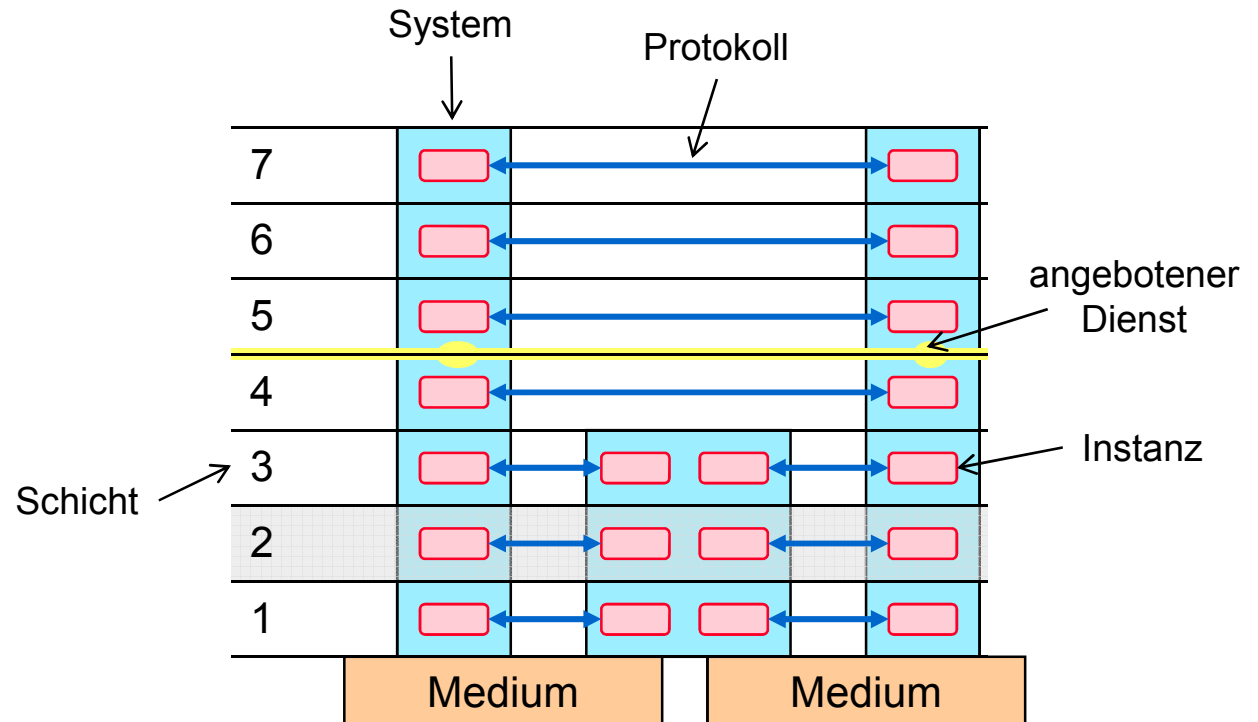 System
Protokoll
7
6
angebotener
Dienst
5
4
3
Instanz
Schicht
2
1
Medium
Medium